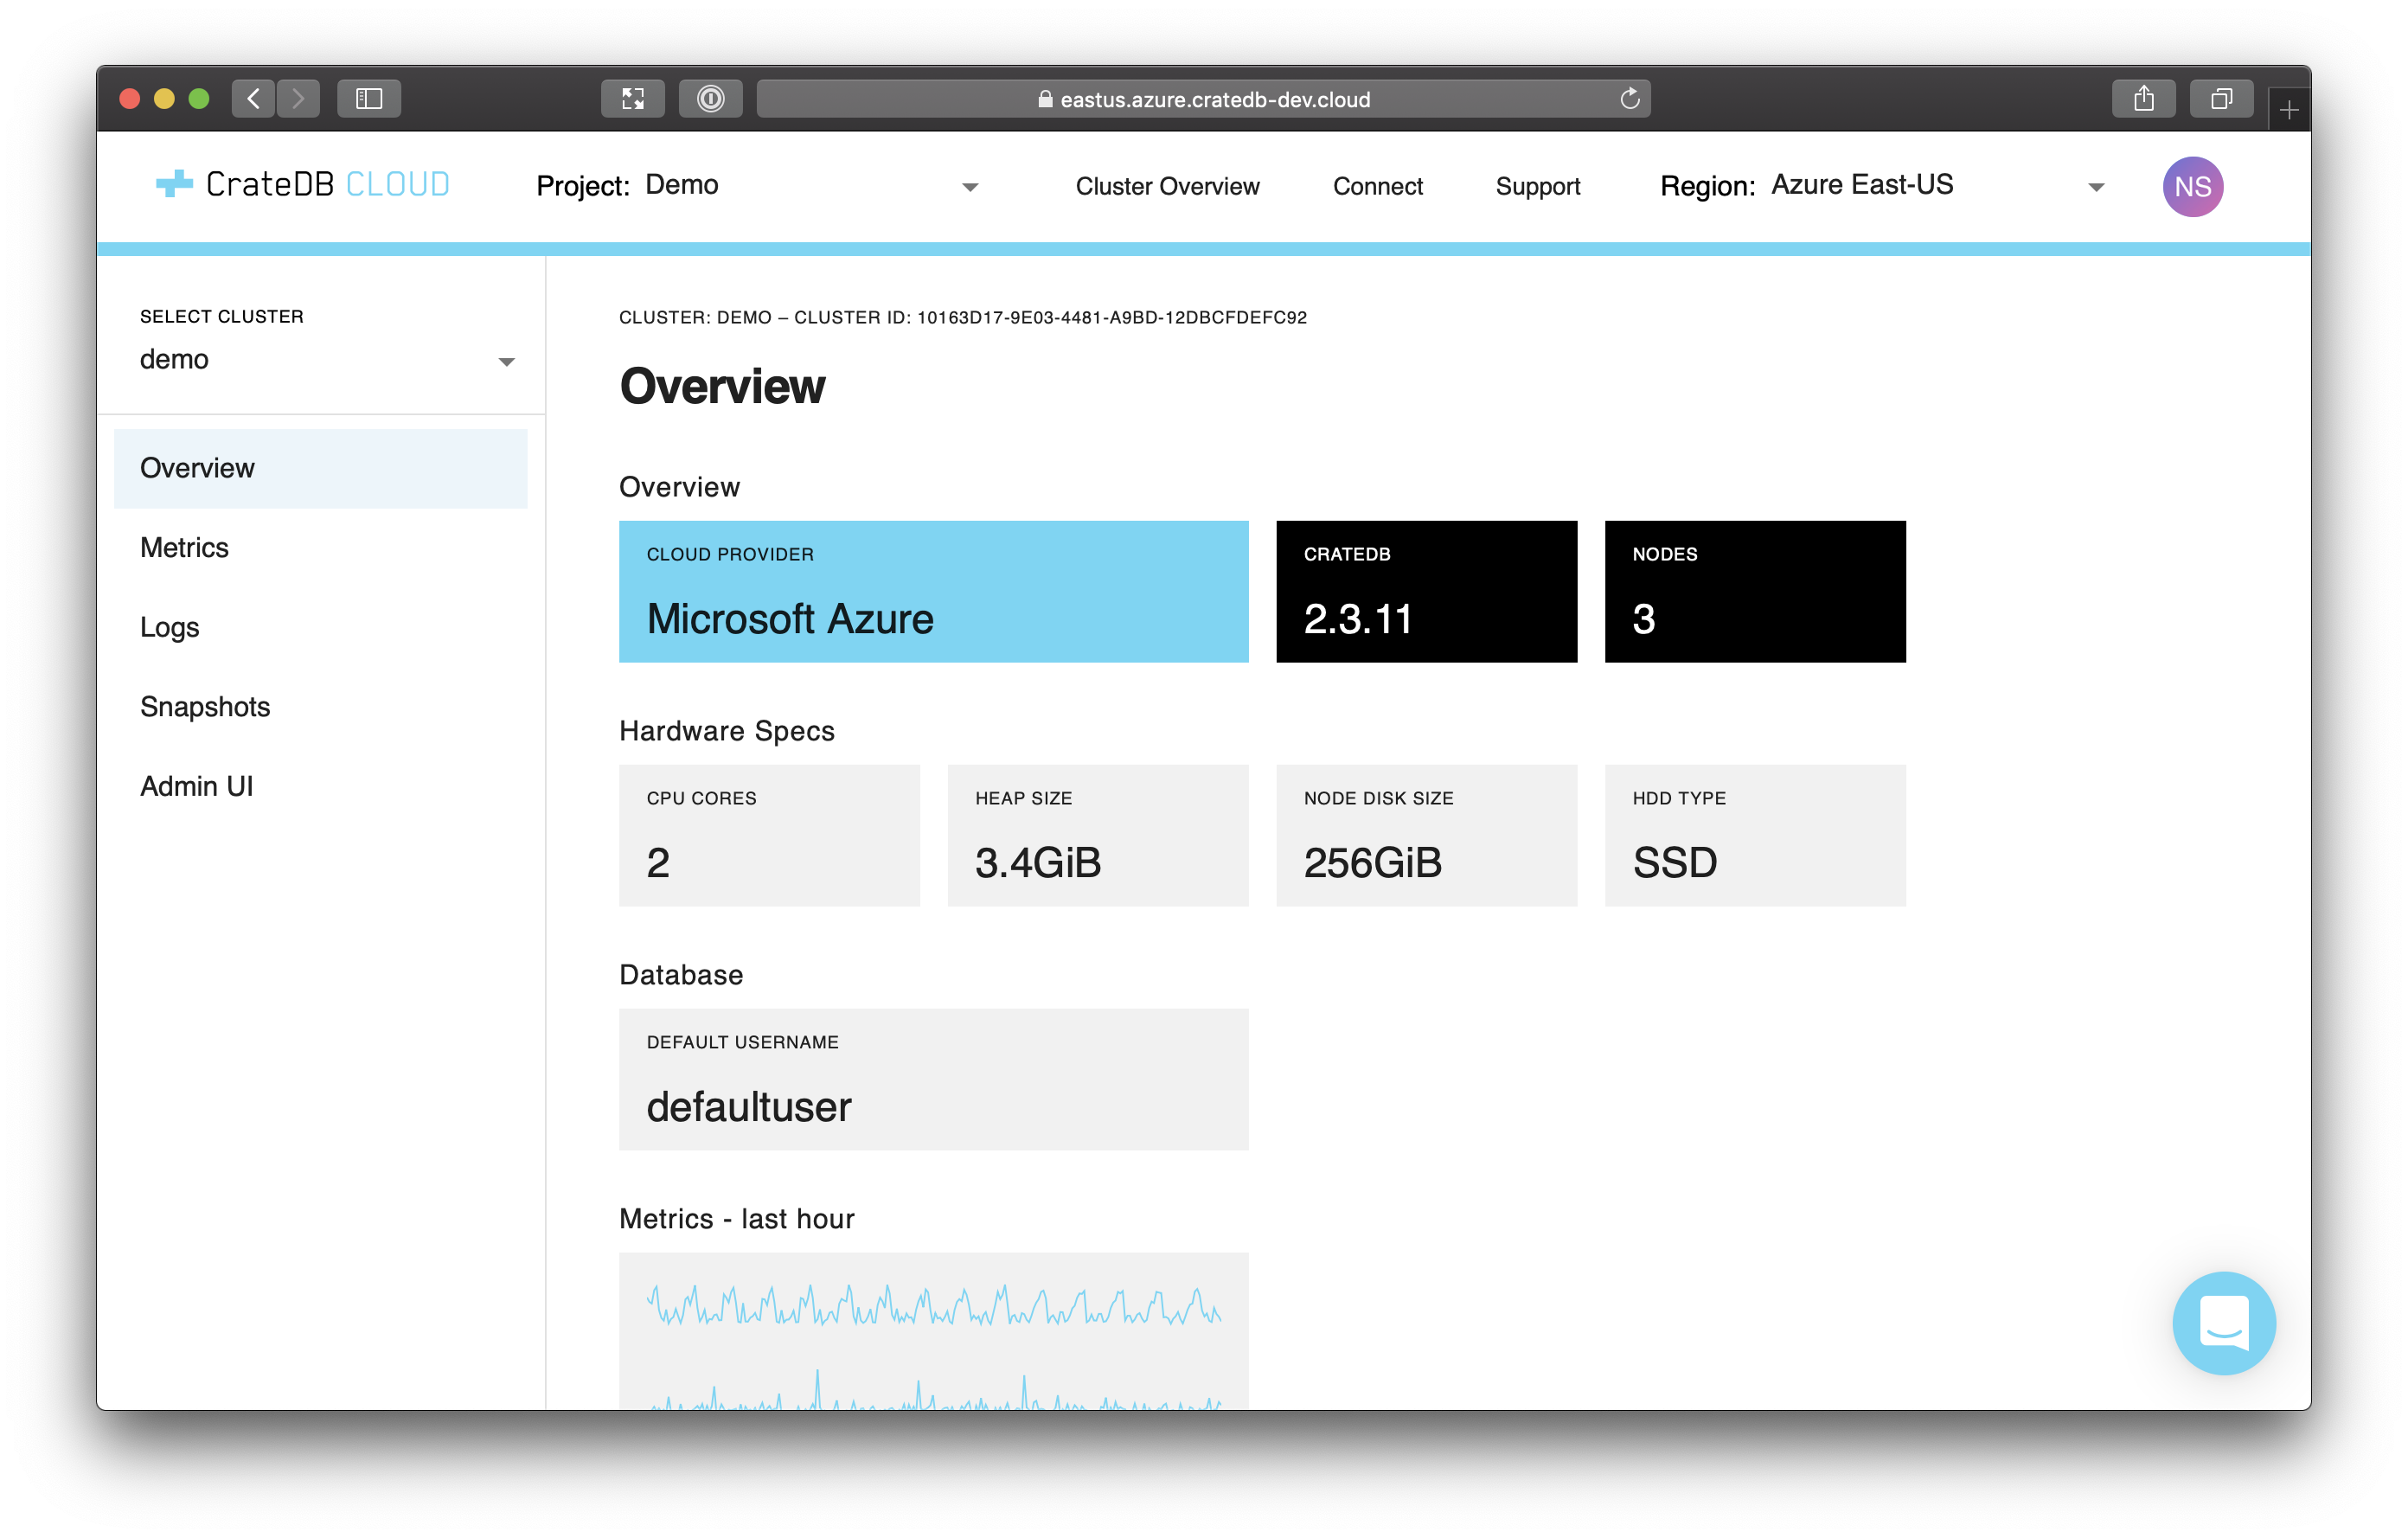 eastus.azure.cratedb-dev.cloud
CrateDB CLOUD
Project: Demo
Cluster Overview
Connect
Support
Region: Azure East-US
NS
SELECT CLUSTER
demo
Overview
Metrics
Logs
Snapshots
Admin UI
CLUSTER: DEMO – CLUSTER ID: 10163D17-9E03-4481-A9BD-12DBCFDEFC92
Overview
Overview
CLOUD PROVIDER
Microsoft Azure
CRATEDB
2.3.11
NODES
3
Hardware Specs
CPU CORES
2
HEAP SIZE
3.4GiB
NODE DISK SIZE
256GiB
HDD TYPE
SSD
Database
DEFAULT USERNAME
defaultuser
Metrics - last hour